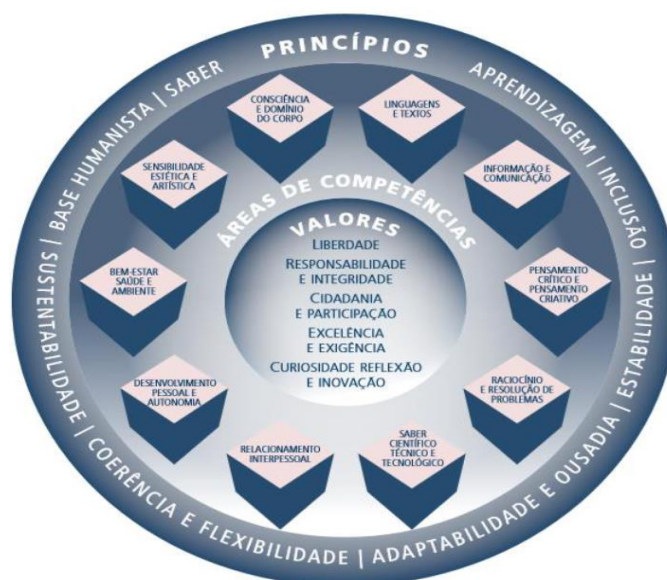 PRINCÍPIOS
BASE HUMANISTA | SABER
APRENDIZAGEM | INCLUSÃO
| ESTABILIDADE |
ADAPTABILIDADE E OUSADIA
COERÊNCIA E FLEXIBILIDADE |
| SUSTENTABILIDADE |
ÁREAS DE COMPETÊNCIAS
CONSCIÊNCIA
E DOMÍNIO
DO CORPO
LINGUAGENS
E TEXTOS
SENSIBILIDADE
ESTÉTICA E
ARTÍSTICA
INFORMAÇÃO E
COMUNICAÇÃO
BEM-ESTAR
SAÚDE E
AMBIENTE
PENSAMENTO
CRÍTICO E
PENSAMENTO
CRIATIVO
DESENVOLVIMENTO
PESSOAL E
AUTONOMIA
RACIOCÍNIO
E RESOLUÇÃO DE
PROBLEMAS
RELACIONAMENTO
INTERPESSOAL
SABER
CIENTÍFICO
TÉCNICO E
TECNOLÓGICO
VALORES
LIBERDADE
RESPONSABILIDADE
E INTEGRIDADE
CIDADANIA
E PARTICIPAÇÃO
EXCELÊNCIA
E EXIGÊNCIA
CURIOSIDADE REFLEXÃO
E INOVAÇÃO